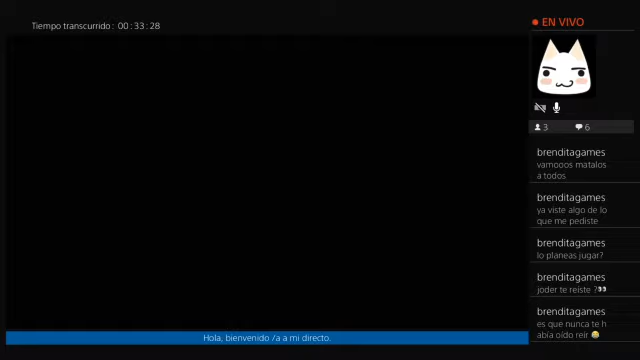 Tiempo transcurrido : 00 : 33 : 28
EN VIVO
3 6
brenditagames
vamooos matalos
a todos
brenditagames
ya viste algo de lo
que me pediste
brenditagames
lo planeas jugar?
brenditagames
joder te reiste ?👀
brenditagames
es que nunca te h
abia oído reir 😂
Hola, bienvenido /a a mi directo.